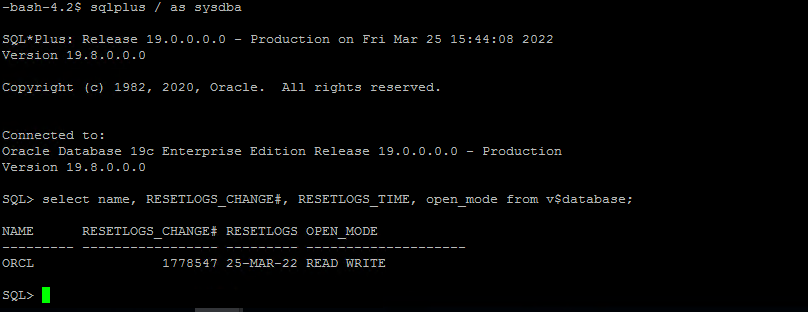 -bash-4.2$ sqlplus / as sysdba
SQL*Plus: Release 19.0.0.0.0 - Production on Fri Mar 25 15:44:08 2022
Version 19.8.0.0.0
Copyright (c) 1982, 2020, Oracle.  All rights reserved.
Connected to:
Oracle Database 19c Enterprise Edition Release 19.0.0.0.0 - Production
Version 19.8.0.0.0
SQL> select name, RESETLOGS_CHANGE#, RESETLOGS_TIME, open_mode from v$database;
NAME      RESETLOGS_CHANGE# RESETLOGS OPEN_MODE
--------- ----------------- --------- --------------------
ORCL                1778547 25-MAR-22 READ WRITE
SQL>